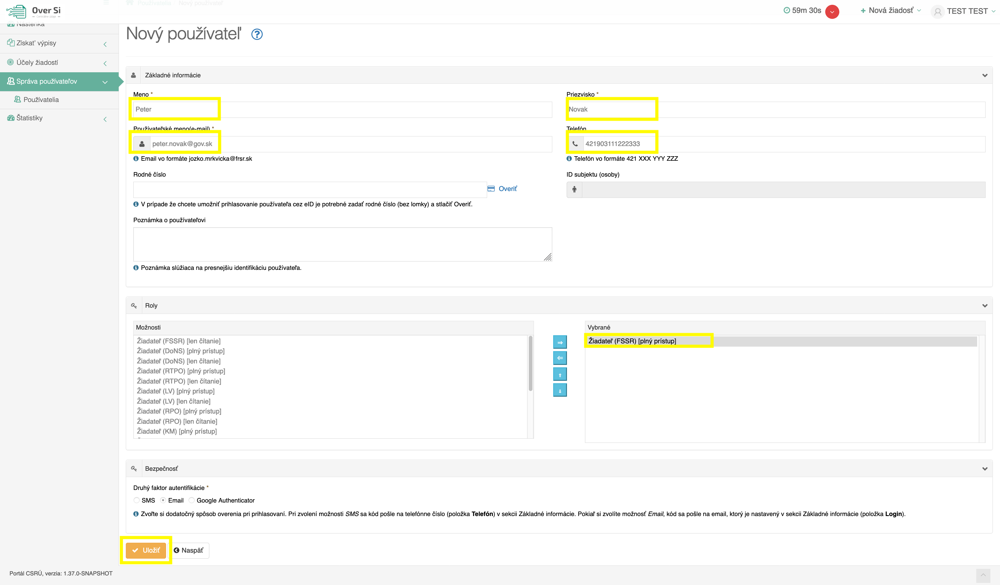 Používatelia
Nový používateľ
Over Si
Centrálne údaje
59m 30s
Nová žiadosť
TEST TEST
Nástenka
Získať výpisy
Účely žiadostí
Správa používateľov
Používatelia
Štatistiky
Nový používateľ
Základné informácie
Meno *
Priezvisko *
Peter
Novak
Používateľské meno(e-mail) *
Telefón
peter.novak@gov.sk
421903111222333
Email vo formáte jozko.mrkvicka@frsr.sk
Telefón vo formáte 421 XXX YYY ZZZ
Rodné číslo
ID subjektu (osoby)
Overiť
V prípade že chcete umožniť prihlasovanie používateľa cez eID je potrebné zadať rodné číslo (bez lomky) a stlačiť Overiť.
Poznámka o používateľovi
Poznámka slúžiaca na presnejšiu identifikáciu používateľa.
Roly
Možnosti
Vybrané
Žiadateľ (FSSR) [len čítanie]
Žiadateľ (DoNS) [plný prístup]
Žiadateľ (DoNS) [len čítanie]
Žiadateľ (RTPO) [plný prístup]
Žiadateľ (RTPO) [len čítanie]
Žiadateľ (LV) [plný prístup]
Žiadateľ (LV) [len čítanie]
Žiadateľ (RPO) [plný prístup]
Žiadateľ (RPO) [len čítanie]
Žiadateľ (KM) [plný prístup]
Žiadateľ (FSSR) [plný prístup]
Bezpečnosť
Druhý faktor autentifikácie *
SMS Email Google Authenticator
Zvoľte si dodatočný spôsob overenia pri prihlasovaní. Pri zvolení možnosti SMS sa kód pošle na telefónne číslo (položka Telefón) v sekcii Základné informácie. Pokiaľ si zvolíte možnosť Email, kód sa pošle na email, ktorý je nastavený v sekcii Základné informácie (položka Login).
Uložiť
Naspäť
Portál CSRÚ, verzia: 1.37.0-SNAPSHOT